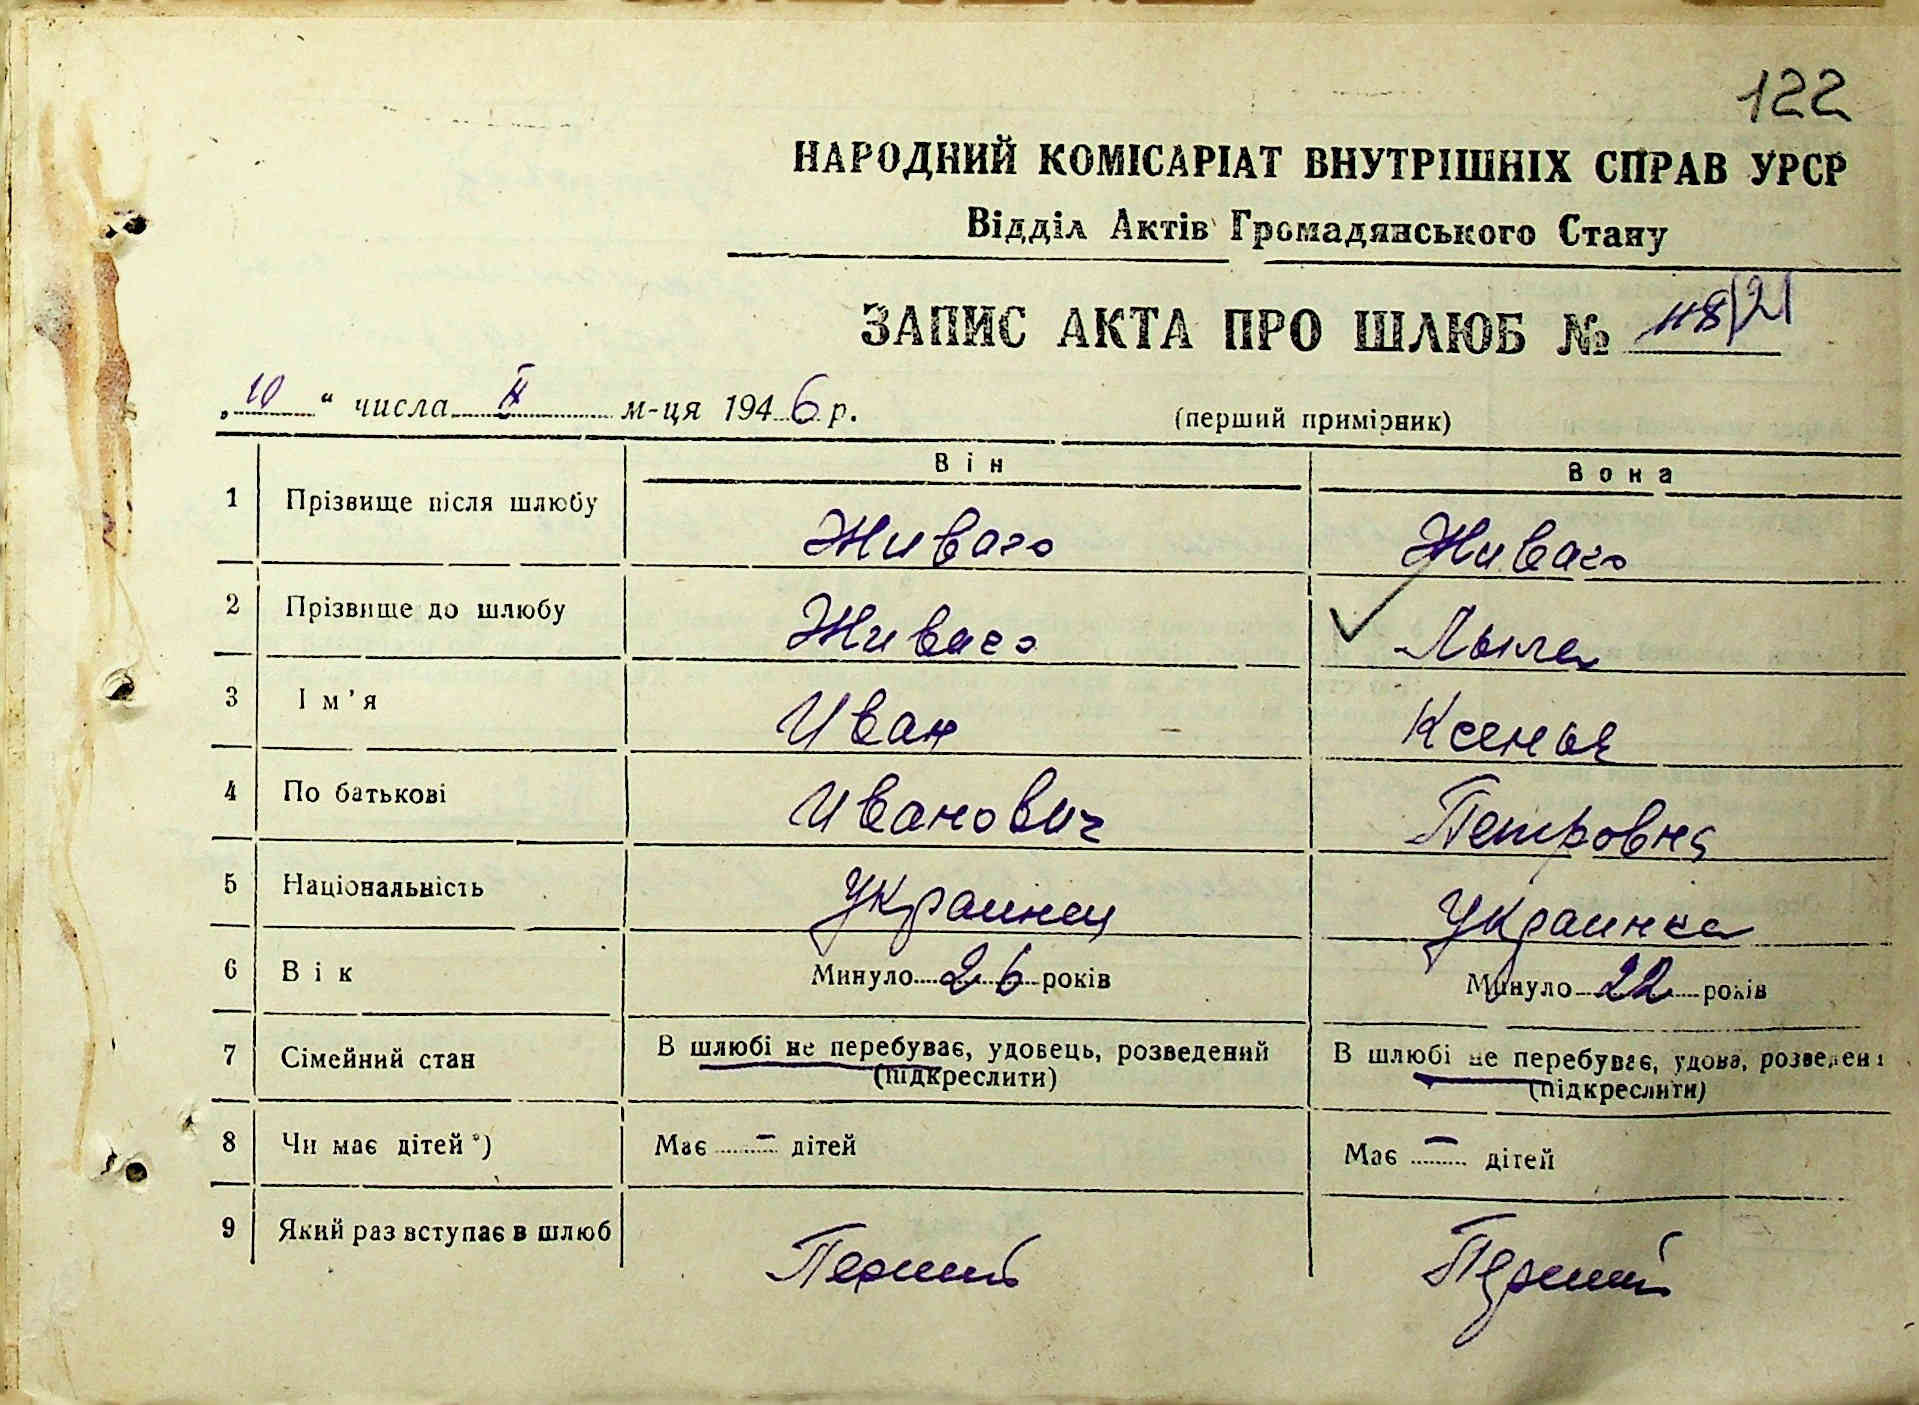 122
НАРОДНИЙ КОМІСАРІАТ ВНУТРІШНІХ СПРАВ УРСР
Відділ Актів Громадянського Стану
ЗАПИС АКТА ПРО ШЛЮБ № 118/21
„10“ числа II м-ця 1946 р.
(перший примірник)
Він Вона
1 Прізвище після шлюбу Живаго Живаго
2 Прізвище до шлюбу Живаго
3 Ім'я Иван Ксенья
4 По батькові Иванович Петровна
5 Національність Украинец Украинка
6 Вік Минуло 26 років Минуло 22 років
7 Сімейний стан В шлюбі не перебуває, удовець, розведений В шлюбі не перебуває, удова, розведена
(підкреслити) (підкреслити)
8 Чи має дітей*) Має – дітей Має – дітей
9 Який раз вступає в шлюб Первый Первый